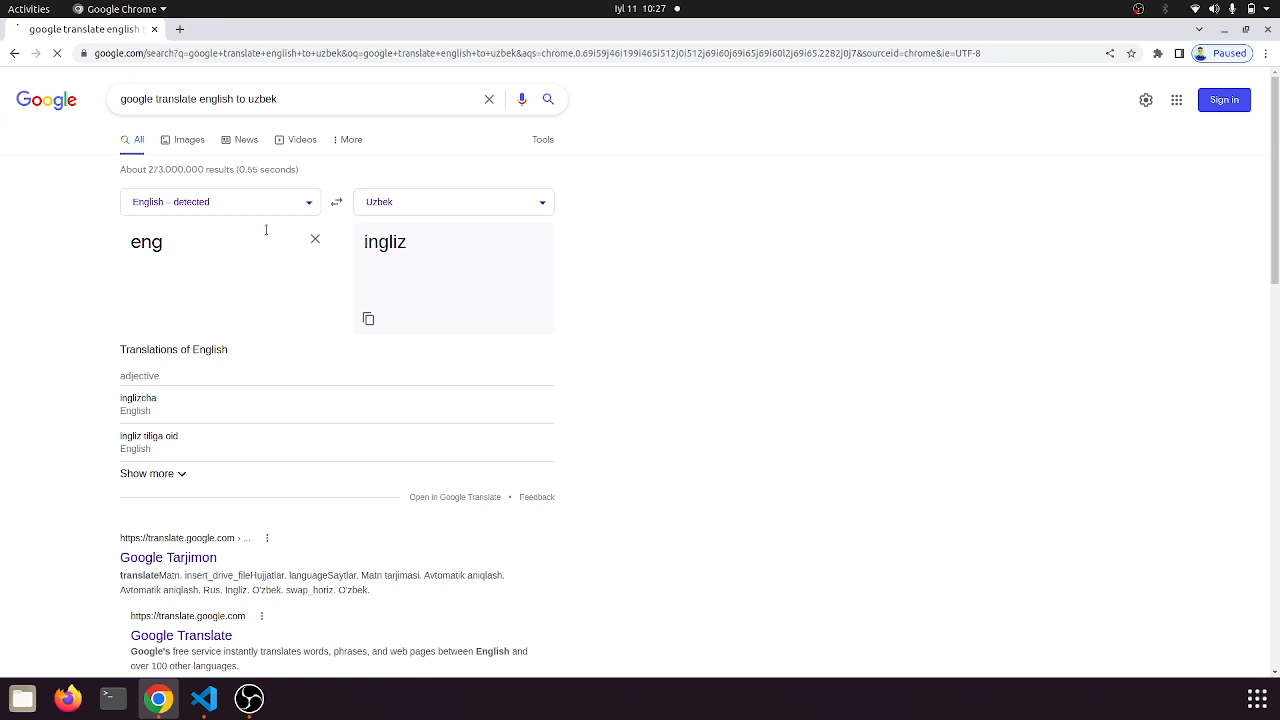 Activities
Google Chrome
Iyl 11 10:27
google translate english t
google.com/search?q=google+translate+english+to+uzbek&oq=google+translate+english+to+uzbek&aqs=chrome.0.69i59j46i199i465i512j0i512j69i60j69i65j69i60l2j69i65.2282j0j7&sourceid=chrome&ie=UTF-8
Paused
Google
google translate english to uzbek
Sign in
All
Images
News
Videos
More
Tools
About 273.000.000 results (0.55 seconds)
English – detected
Uzbek
eng
ingliz
Translations of English
adjective
inglizcha
English
ingliz tiliga oid
English
Show more
Open in Google Translate • Feedback
https://translate.google.com › ...
Google Tarjimon
translateMatn. insert_drive_fileHujjatlar. languageSaytlar. Matn tarjimasi. Avtomatik aniqlash.
Avtomatik aniqlash. Rus. Ingliz. O'zbek. swap_horiz. O'zbek.
https://translate.google.com
Google Translate
Google's free service instantly translates words, phrases, and web pages between English and
over 100 other languages.